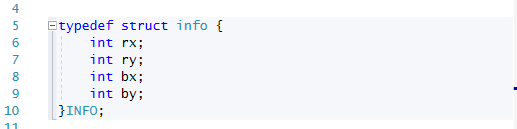 4
5 typedef struct info {
6 int rx;
7 int ry;
8 int bx;
9 int by;
10 }INFO;
11